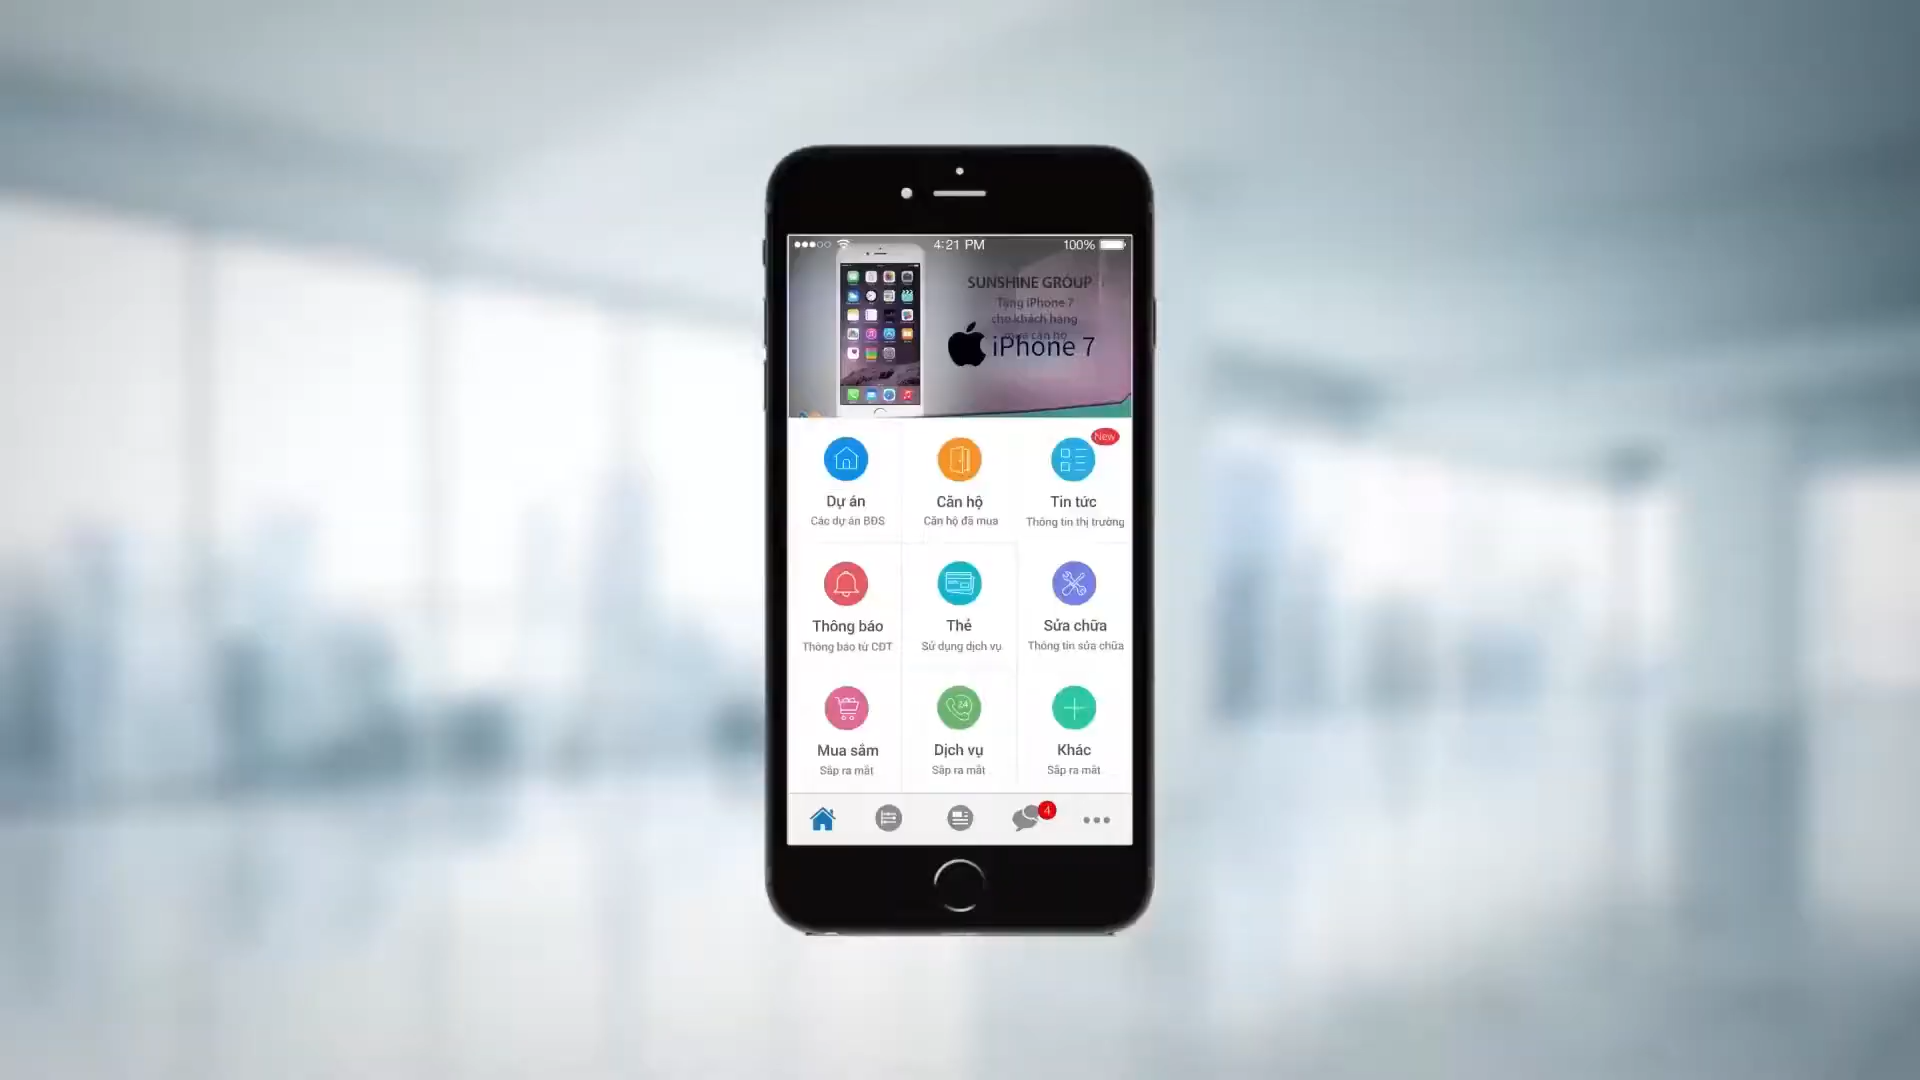 4:21 PM
100%
SUNSHINE GROUP
Tặng iPhone 7
cho khách hàng
mua căn hộ
iPhone 7
New
Dự án
Căn hộ
Tin tức
Các dự án BĐS
Căn hộ đã mua
Thông tin thị trường
Thông báo
Thẻ
Sửa chữa
Thông báo từ CĐT
Sử dụng dịch vụ
Thông tin sửa chữa
24
Mua sắm
Dịch vụ
Khác
Sắp ra mắt
Sắp ra mắt
Sắp ra mắt
4